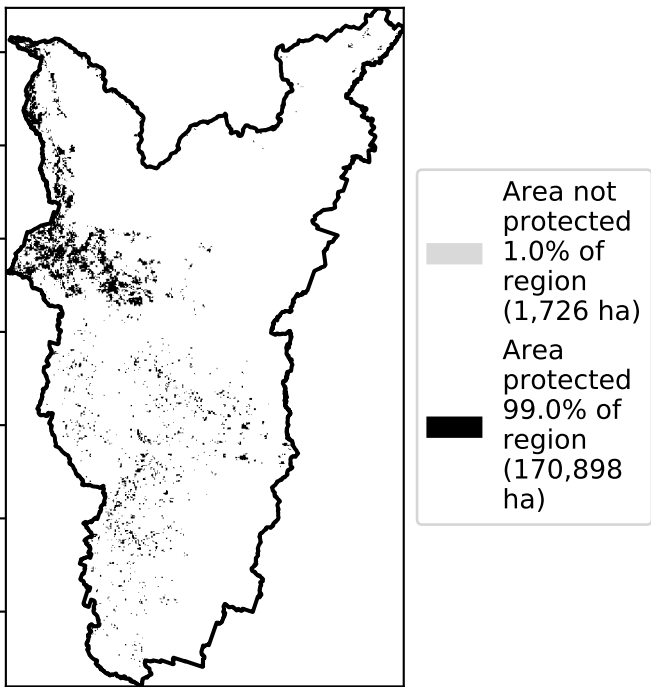 Area not
protected
1.0% of
region
(1,726 ha)
Area
protected
99.0% of
region
(170,898
ha)